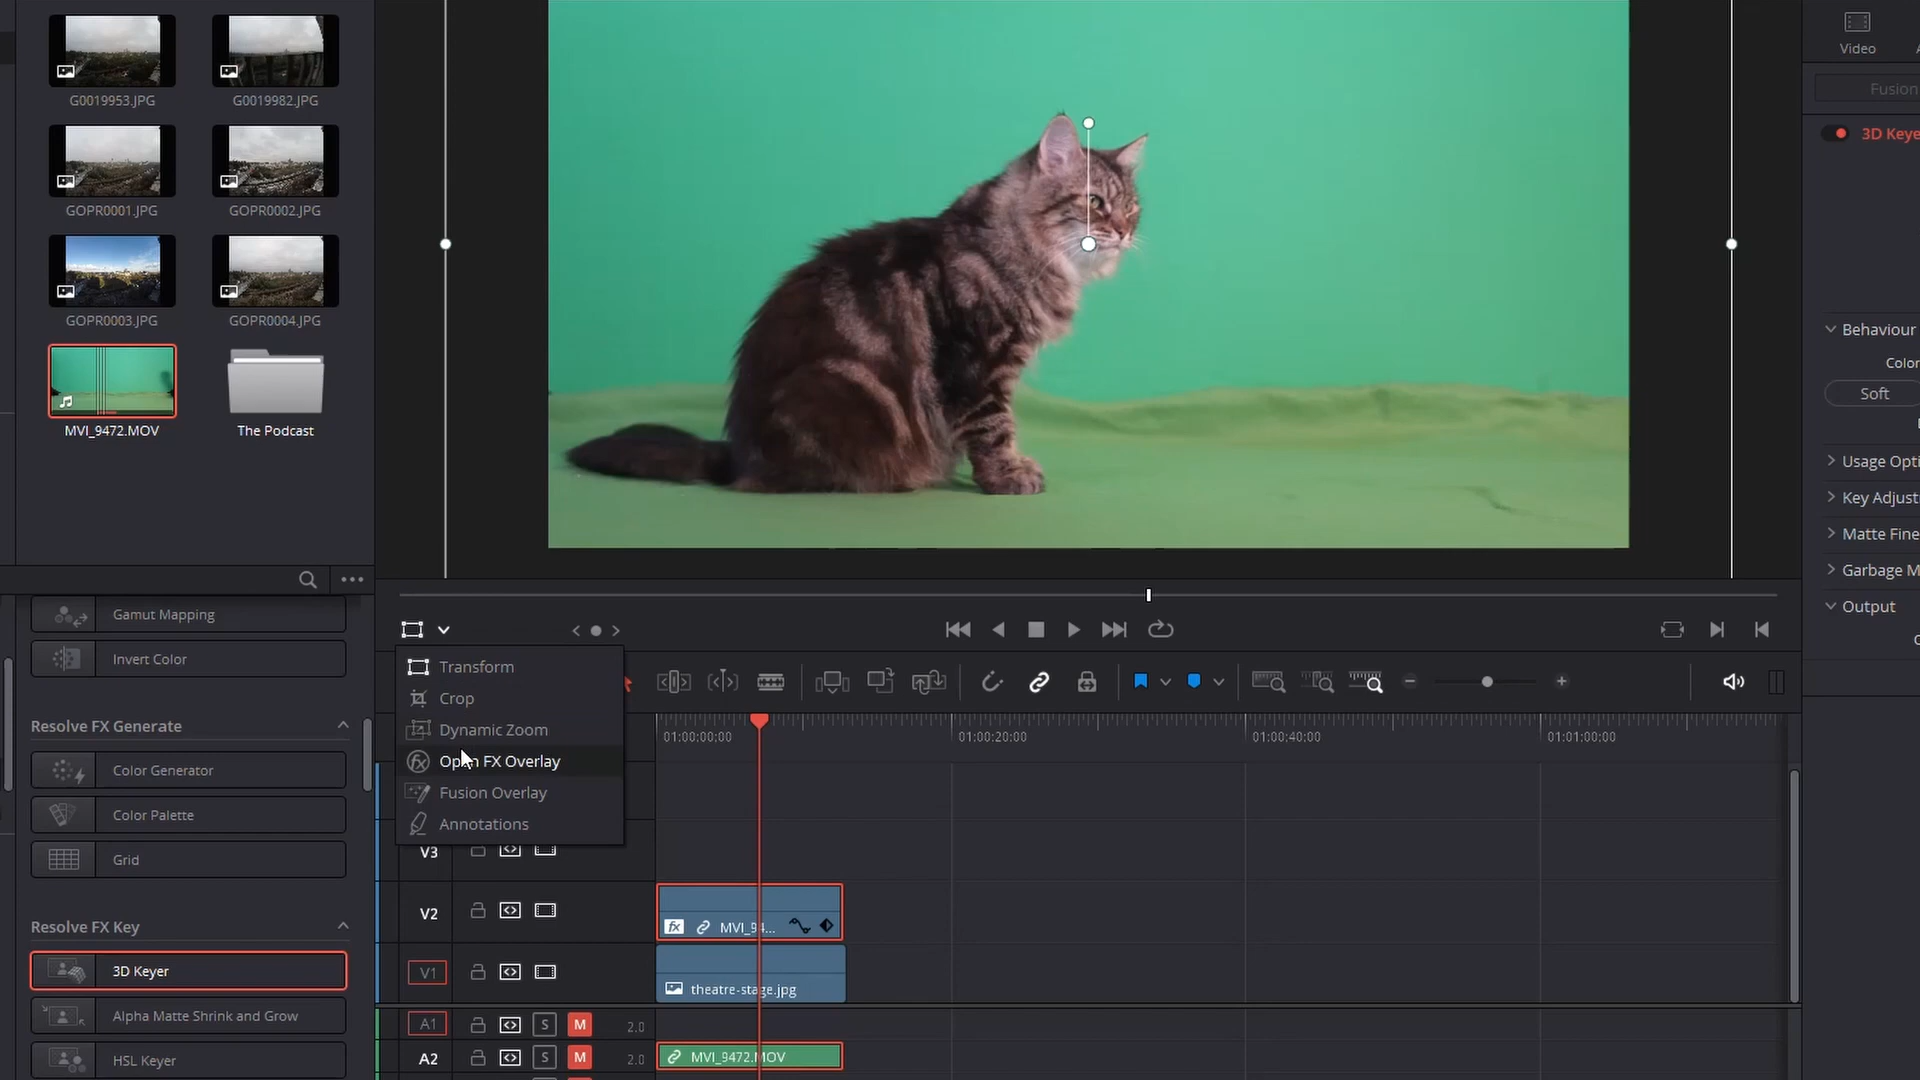 G0019953.JPG
G0019982.JPG
GOPR0001.JPG
GOPR0002.JPG
GOPR0003.JPG
GOPR0004.JPG
MVI_9472.MOV
The Podcast
Video
Fusion
3D Keye
Behaviour
Color
Soft
Usage Opti
Key Adjust
Matte Fine
Garbage M
Output
Gamut Mapping
Invert Color
Resolve FX Generate
Color Generator
Color Palette
Grid
Resolve FX Key
3D Keyer
Alpha Matte Shrink and Grow
HSL Keyer
Transform
Crop
Dynamic Zoom
Open FX Overlay
Fusion Overlay
Annotations
01:00:00:00
01:00:20:00
01:00:40:00
01:01:00:00
V3
V2
fx MVI_94...
V1
theatre-stage.jpg
A1 S M 2.0
A2 S M 2.0
MVI_9472.MOV